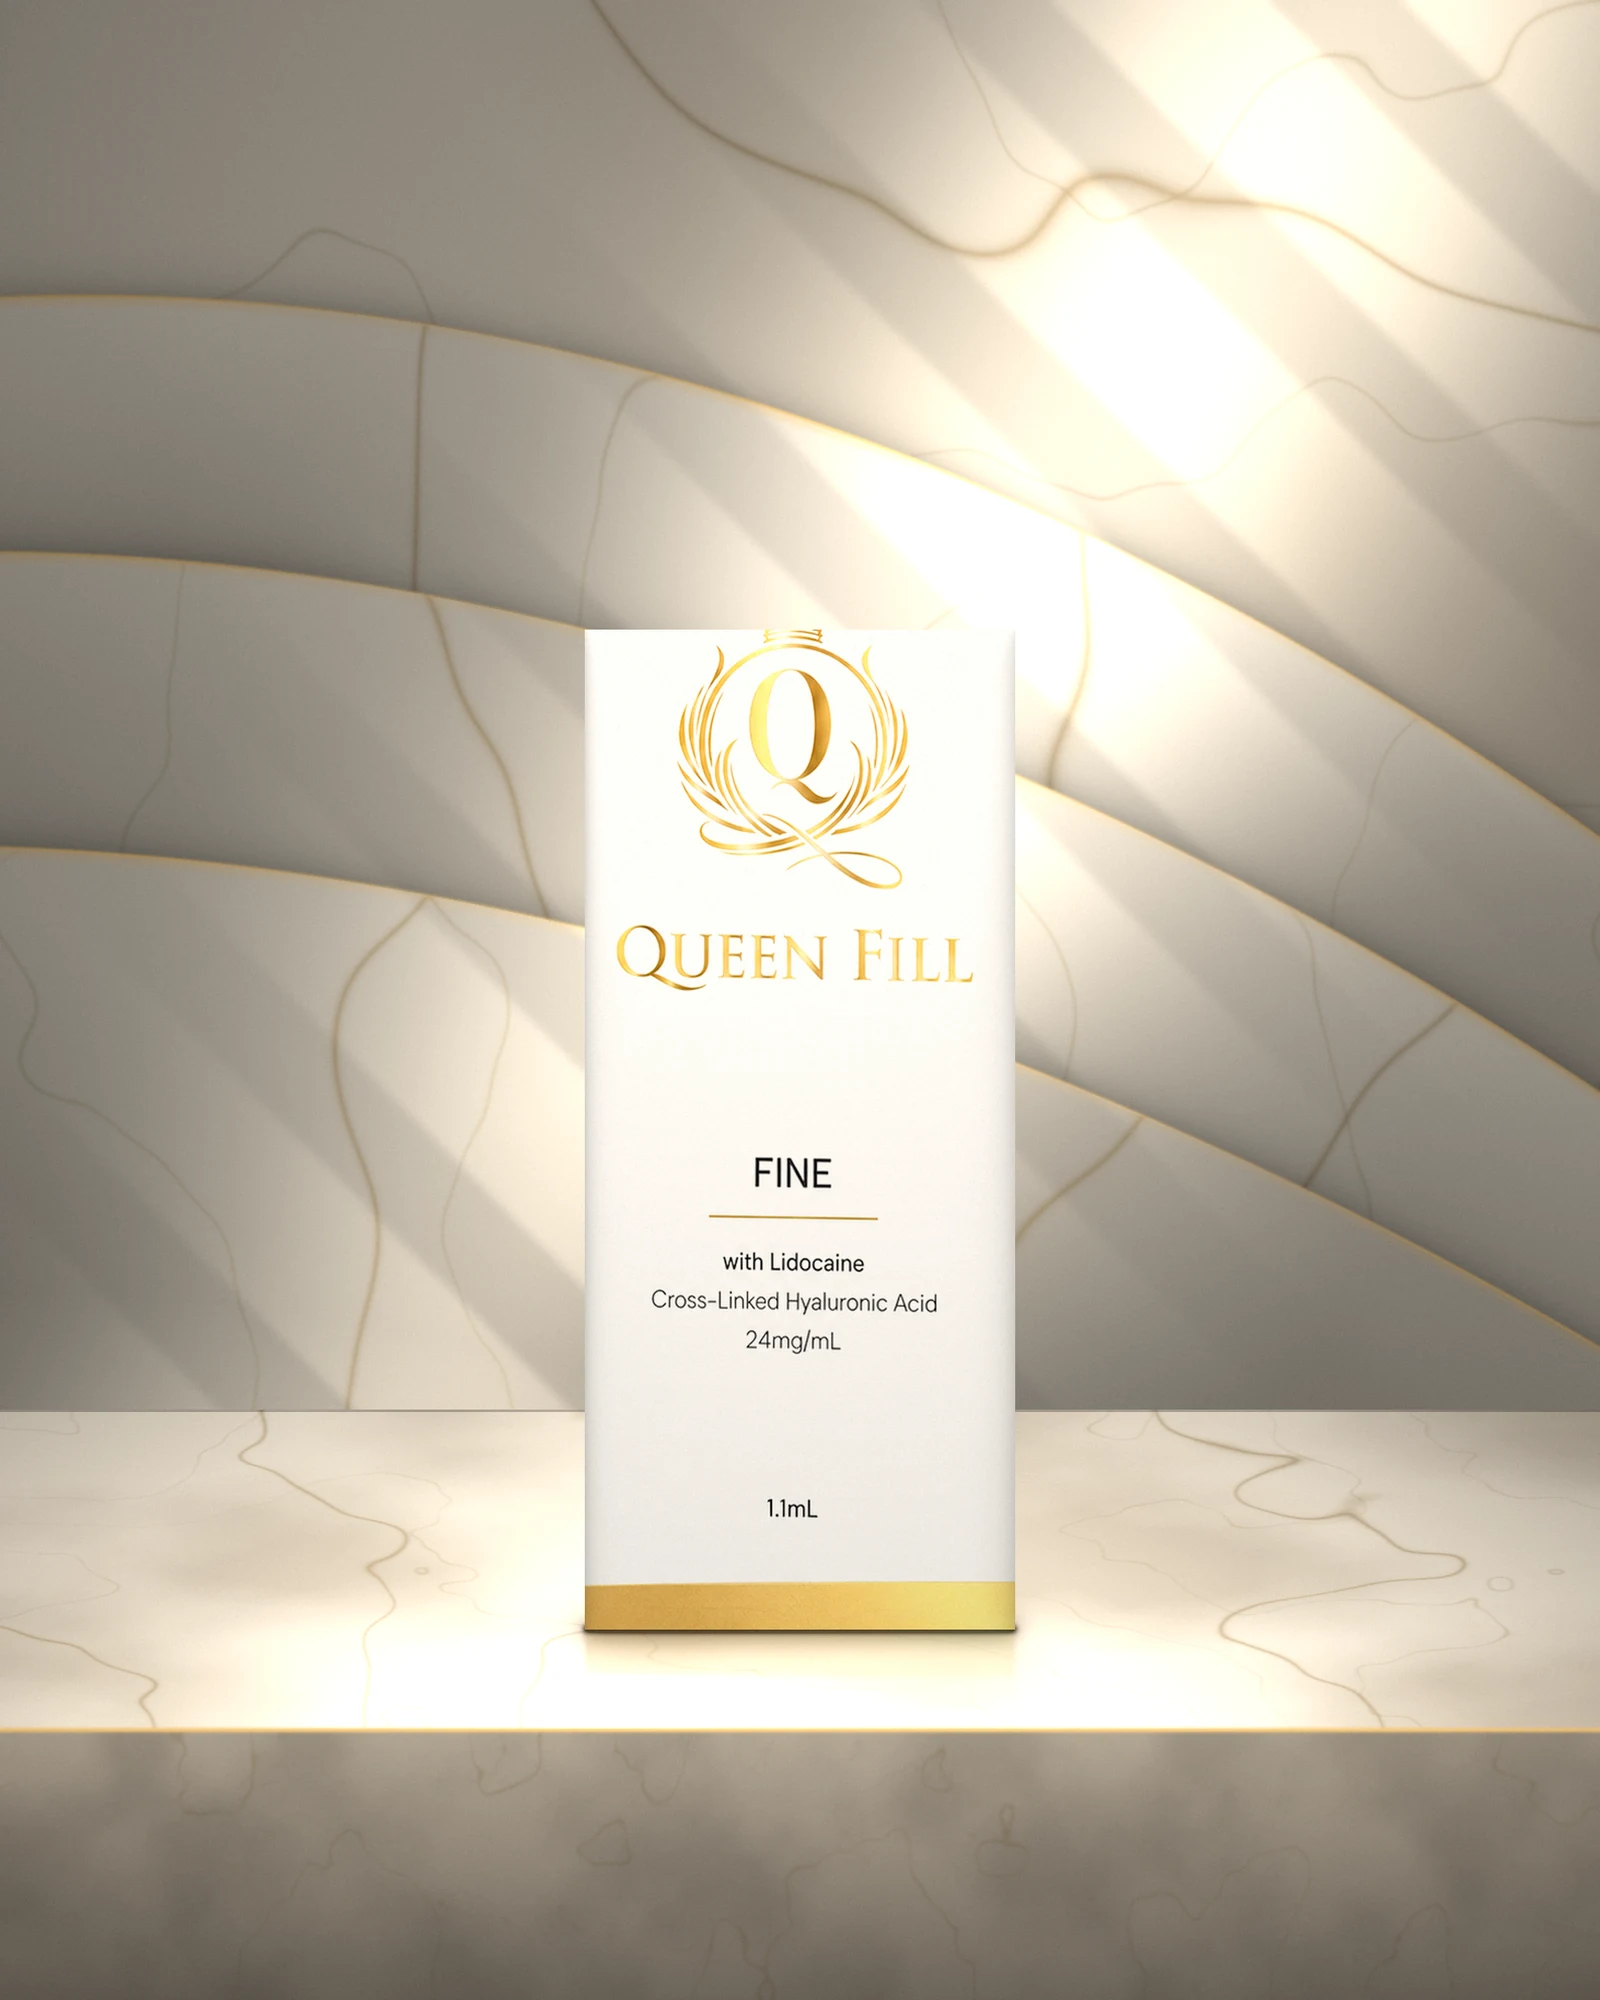 Q
QUEEN FILL
FINE
with Lidocaine
Cross-Linked Hyaluronic Acid
24mg/mL
1.1mL